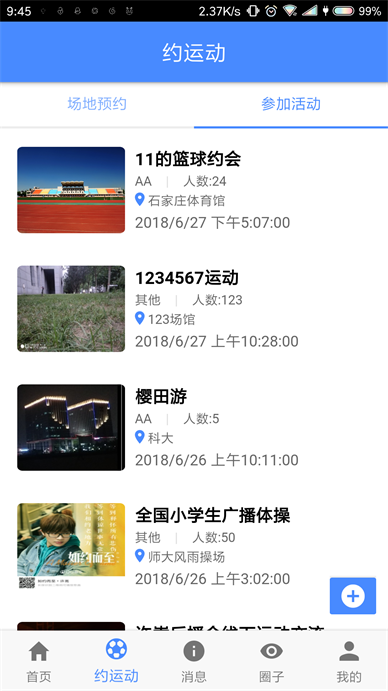 9:45 2.37K/s 99%
约运动
场地预约 参加活动
11的篮球约会
AA | 人数:24
石家庄体育馆
2018/6/27 下午5:07:00
1234567运动
其他 | 人数:123
123场馆
2018/6/27 上午10:28:00
樱田游
AA | 人数:5
科大
2018/6/26 上午10:11:00
如约而至
全国小学生广播体操
其他 | 人数:50
师大风雨操场
2018/6/26 上午3:02:00
首页 约运动 消息 圈子 我的